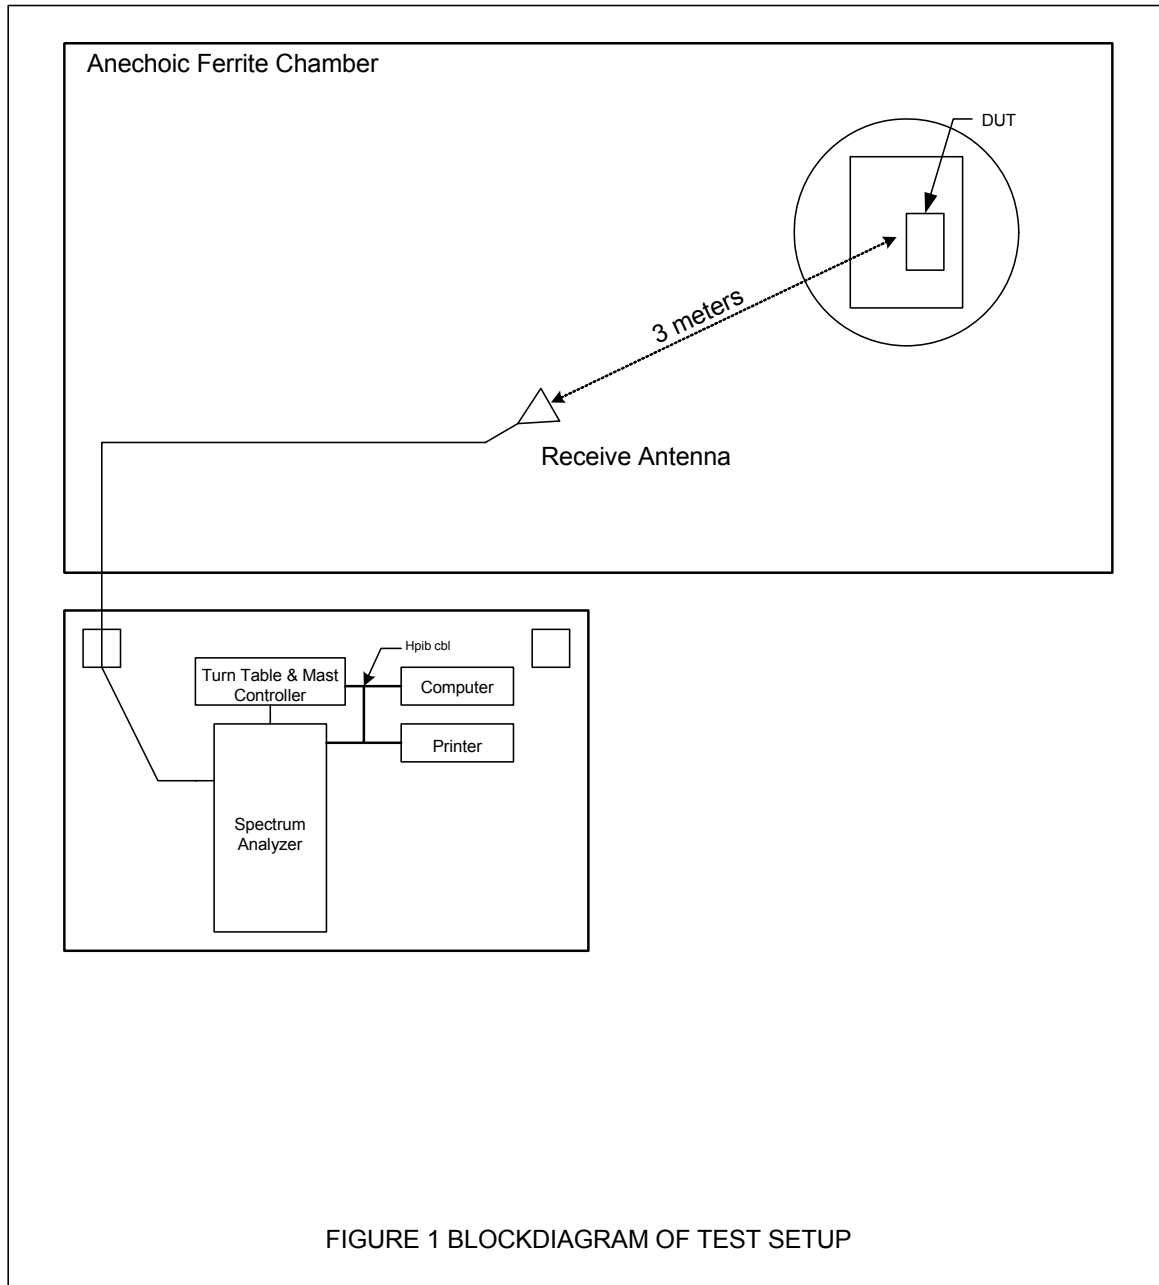 Anechoic Ferrite Chamber
DUT
3 meters
Receive Antenna
Hpib cbl
Turn Table & Mast
Controller
Computer
Printer
Spectrum
Analyzer
FIGURE 1 BLOCKDIAGRAM OF TEST SETUP